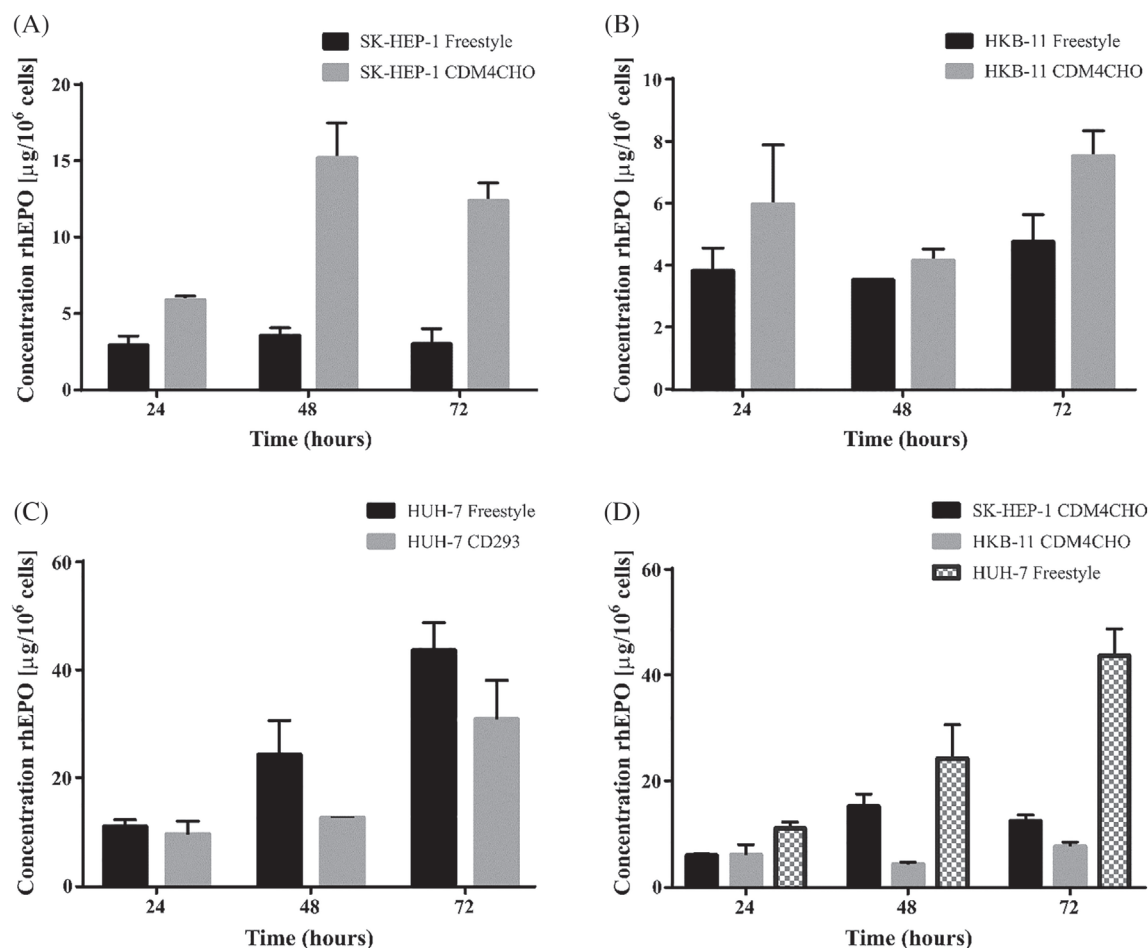 (A)
SK-HEP-1 Freestyle
SK-HEP-1 CDM4CHO
Concentration rhEPO [µg/10⁶ cells]
20
15
10
5
0
24 48 72
Time (hours)
(B)
HKB-11 Freestyle
HKB-11 CDM4CHO
Concentration rhEPO [µg/10⁶ cells]
10
8
6
4
2
0
24 48 72
Time (hours)
(C)
HUH-7 Freestyle
HUH-7 CD293
Concentration rhEPO [µg/10⁶ cells]
60
40
20
0
24 48 72
Time (hours)
(D)
SK-HEP-1 CDM4CHO
HKB-11 CDM4CHO
HUH-7 Freestyle
Concentration rhEPO [µg/10⁶ cells]
60
40
20
0
24 48 72
Time (hours)